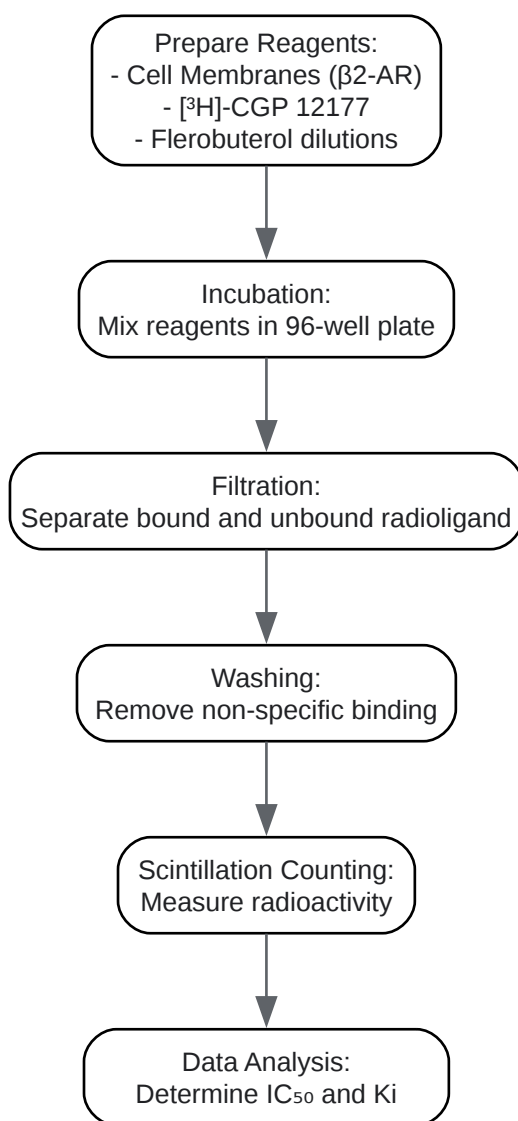 Prepare Reagents:
- Cell Membranes (β2-AR)
- [³H]-CGP 12177
- Flerobuterol dilutions
Incubation:
Mix reagents in 96-well plate
Filtration:
Separate bound and unbound radioligand
Washing:
Remove non-specific binding
Scintillation Counting:
Measure radioactivity
Data Analysis:
Determine IC₅₀ and Ki